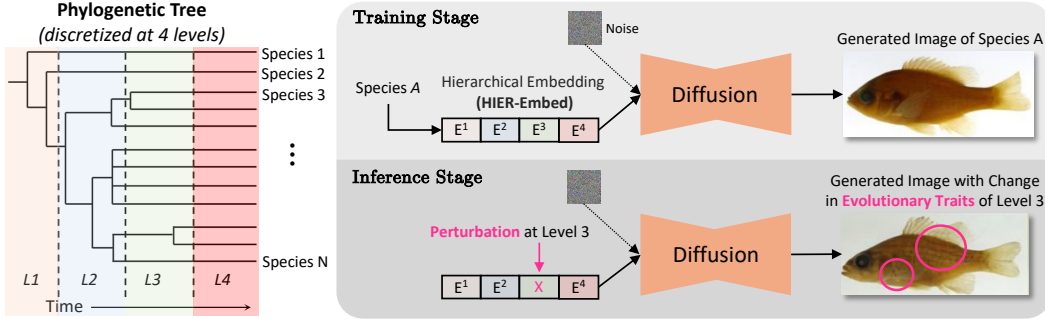 Phylogenetic Tree
(discretized at 4 levels)
Species 1
Species 2
Species 3
Species N
L1 L2 L3 L4
Time
Training Stage
Noise
Species A
Hierarchical Embedding
(HIER-Embed)
E¹ E² E³ E⁴
Diffusion
Generated Image of Species A
Inference Stage
Perturbation at Level 3
E¹ E² X E⁴
Diffusion
Generated Image with Change
in Evolutionary Traits of Level 3